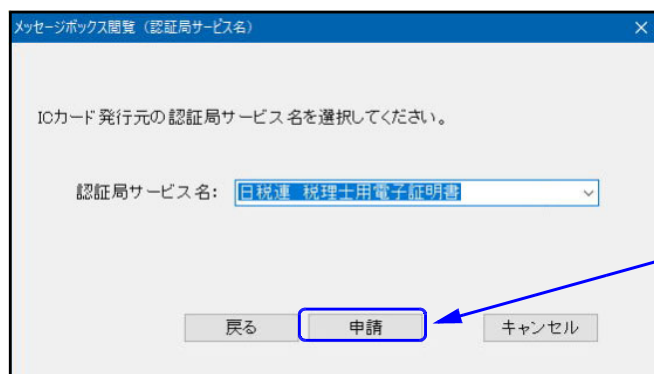 メッセージボックス閲覧（認証局サービス名）
ICカード発行元の認証局サービス名を選択してください。
認証局サービス名: 日税連 税理士用電子証明書
戻る 申請 キャンセル